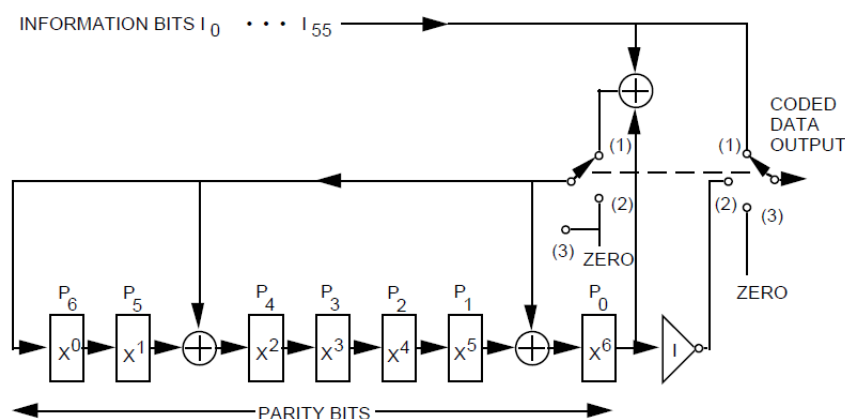 INFORMATION BITS I0 · · · I55
CODED
DATA
OUTPUT
(1)
(1)
(2)
(2)
(3)
(3)
ZERO
ZERO
P6 P5 P4 P3 P2 P1 P0
X0 X1 X2 X3 X4 X5 X6 I
PARITY BITS